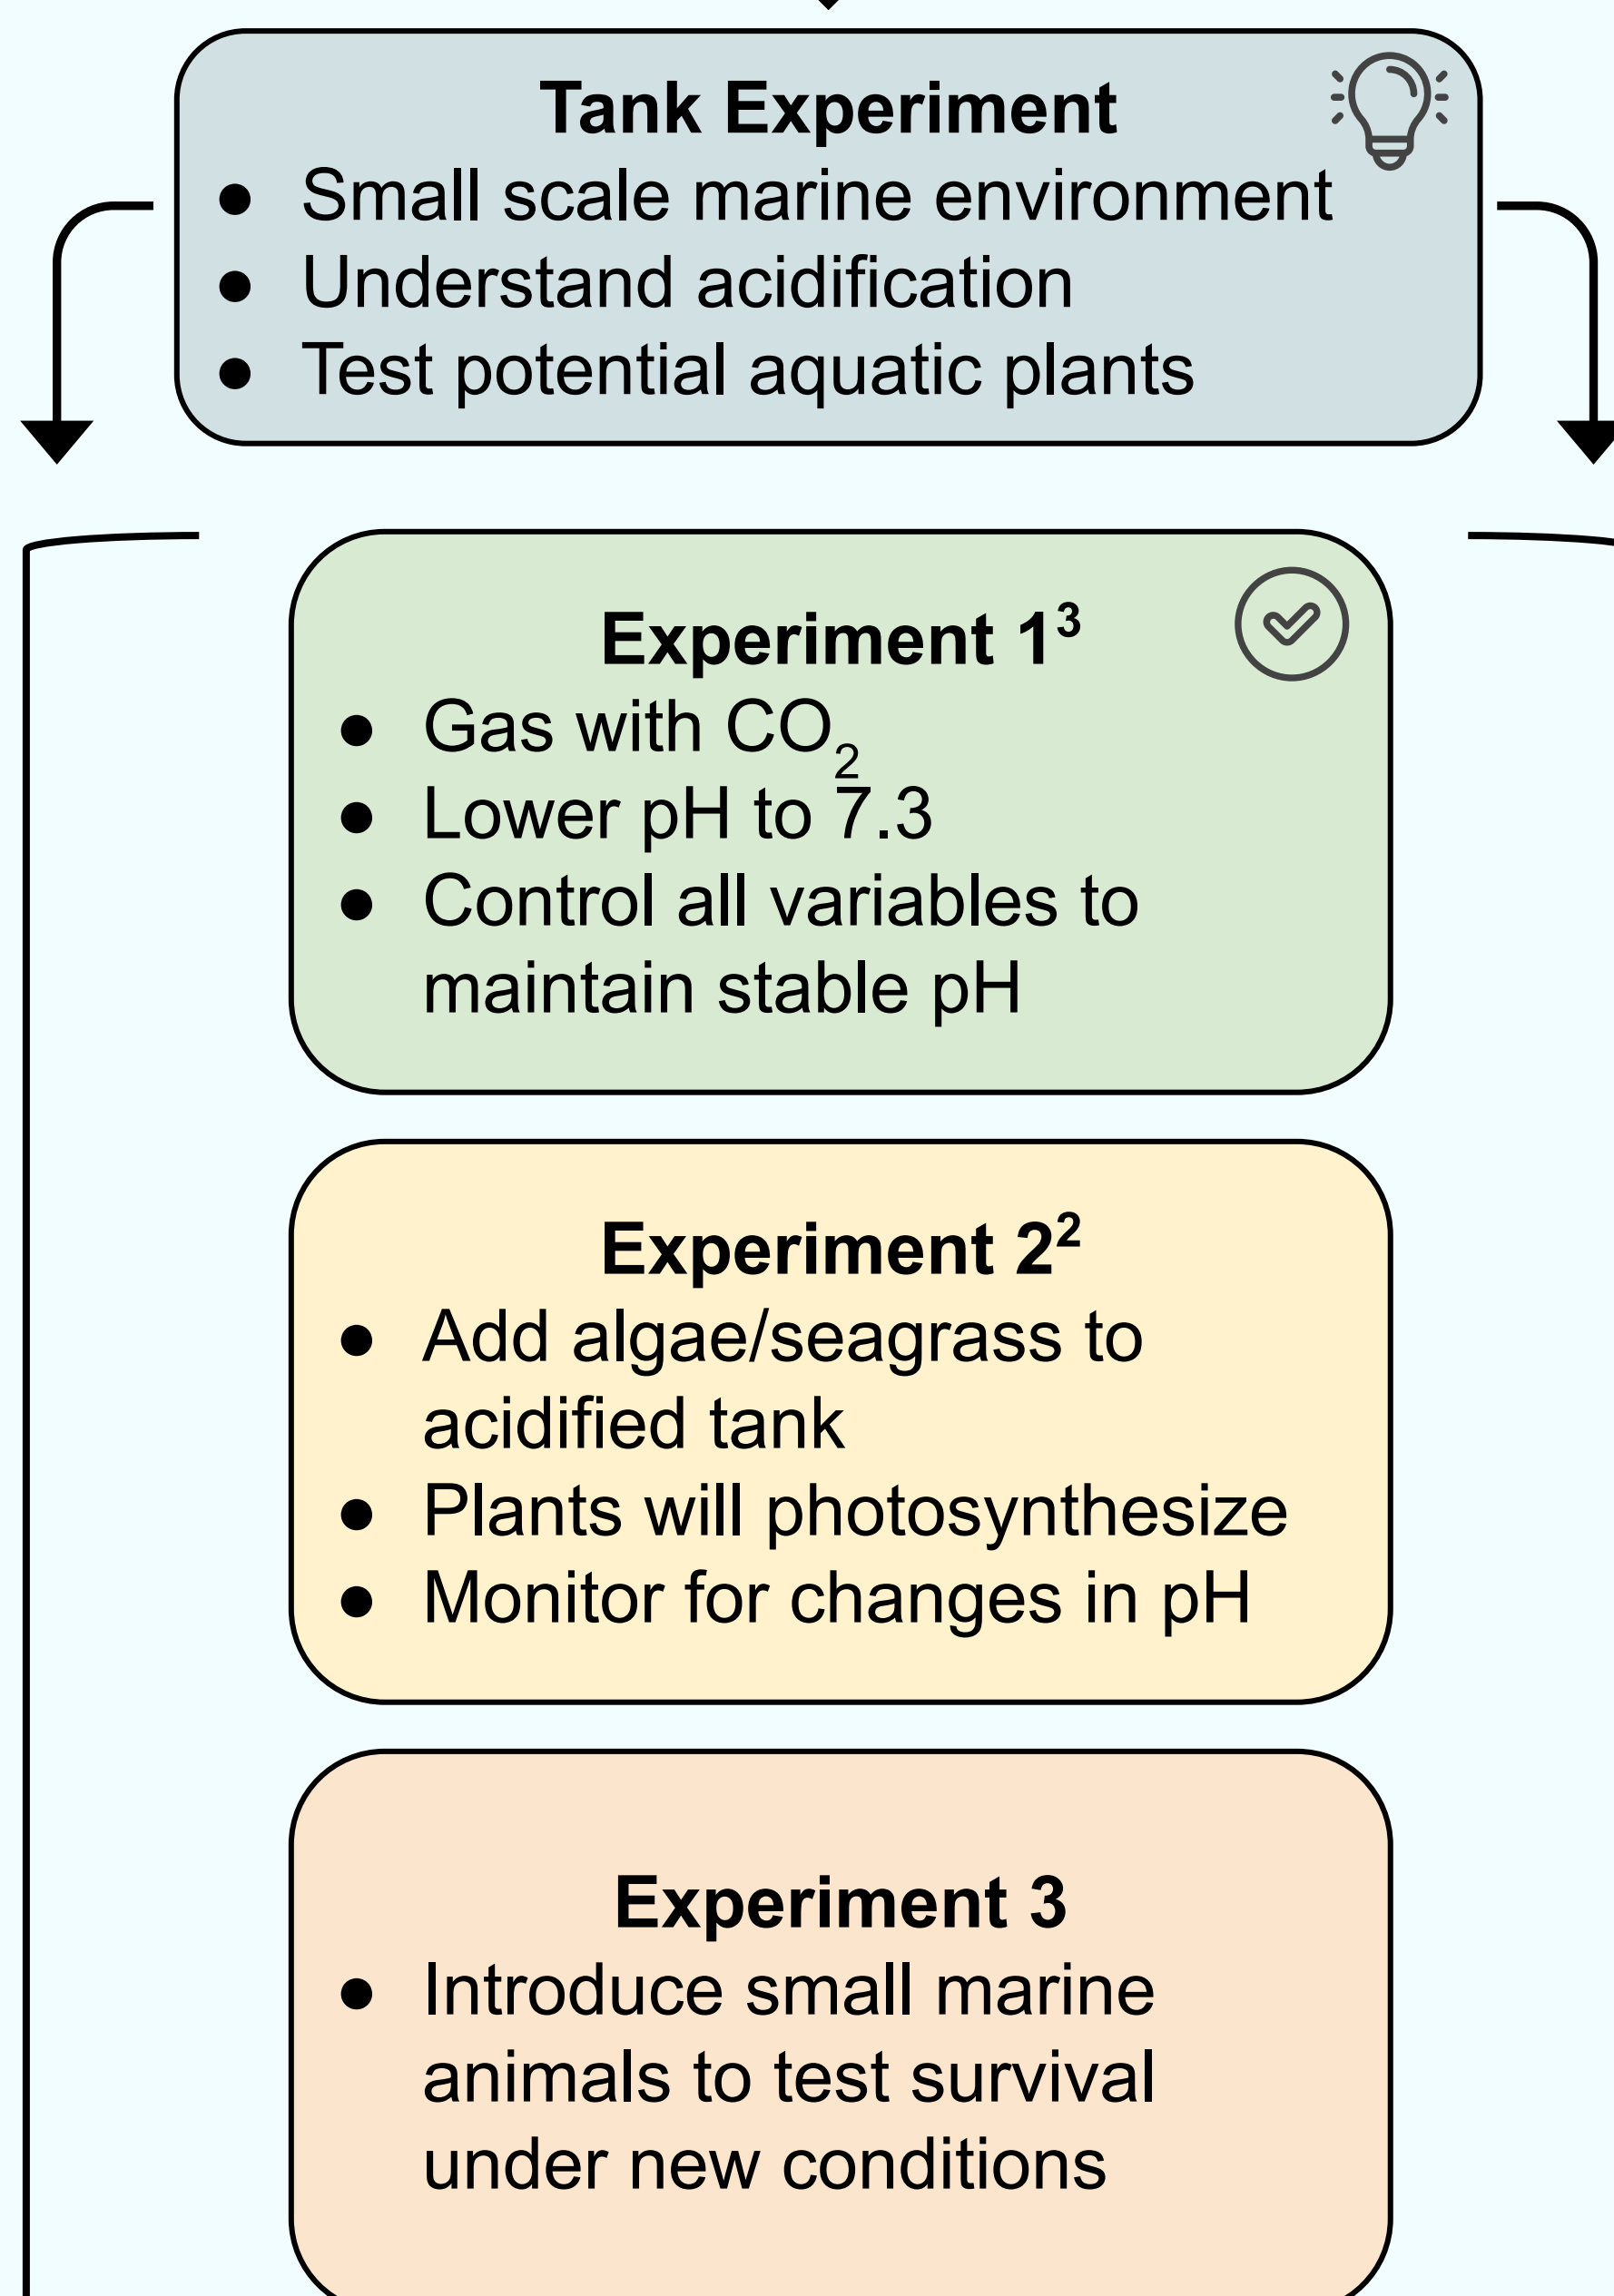 Tank Experiment
● Small scale marine environment
● Understand acidification
● Test potential aquatic plants
Experiment 1³
● Gas with CO₂
● Lower pH to 7.3
● Control all variables to
maintain stable pH
Experiment 2²
● Add algae/seagrass to
acidified tank
● Plants will photosynthesize
● Monitor for changes in pH
Experiment 3
● Introduce small marine
animals to test survival
under new conditions